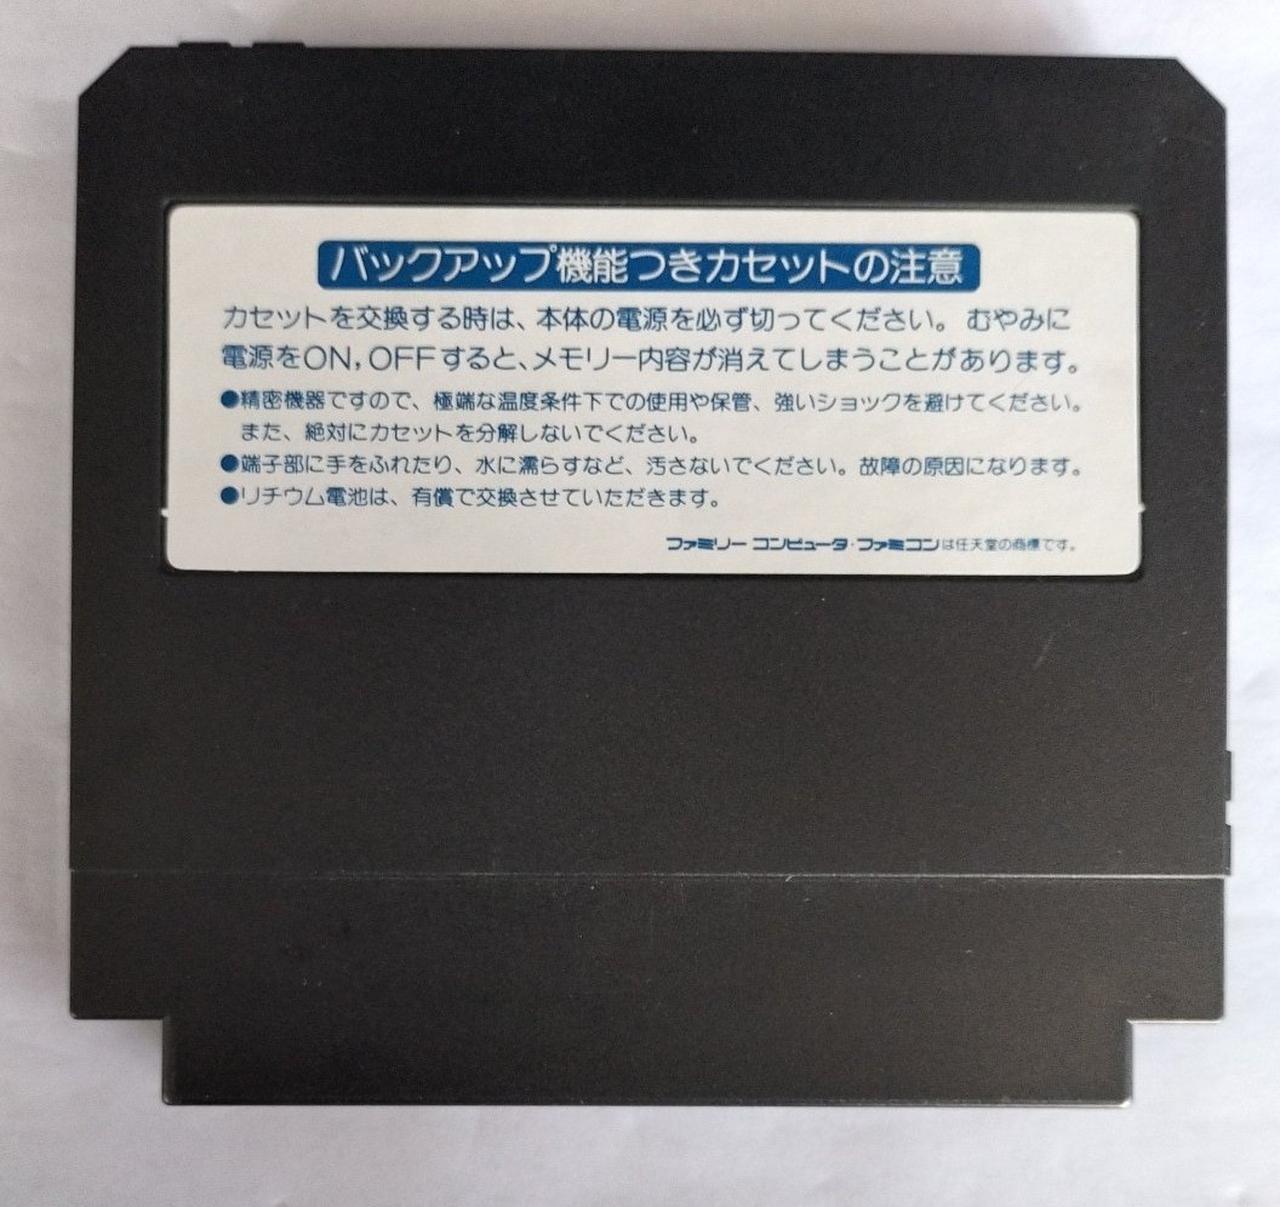 バックアップ機能つきカセットの注意
カセットを交換する時は、本体の電源を必ず切ってください。むやみに
電源をON, OFFすると、メモリー内容が消えてしまうことがあります。
●精密機器ですので、極端な温度条件下での使用や保管、強いショックを避けてください。
また、絶対にカセットを分解しないでください。
●端子部に手をふれたり、水に濡らすなど、汚さないでください。故障の原因になります。
●リチウム電池は、有償で交換させていただきます。
ファミリー コンピュータ・ファミコンは任天堂の商標です。